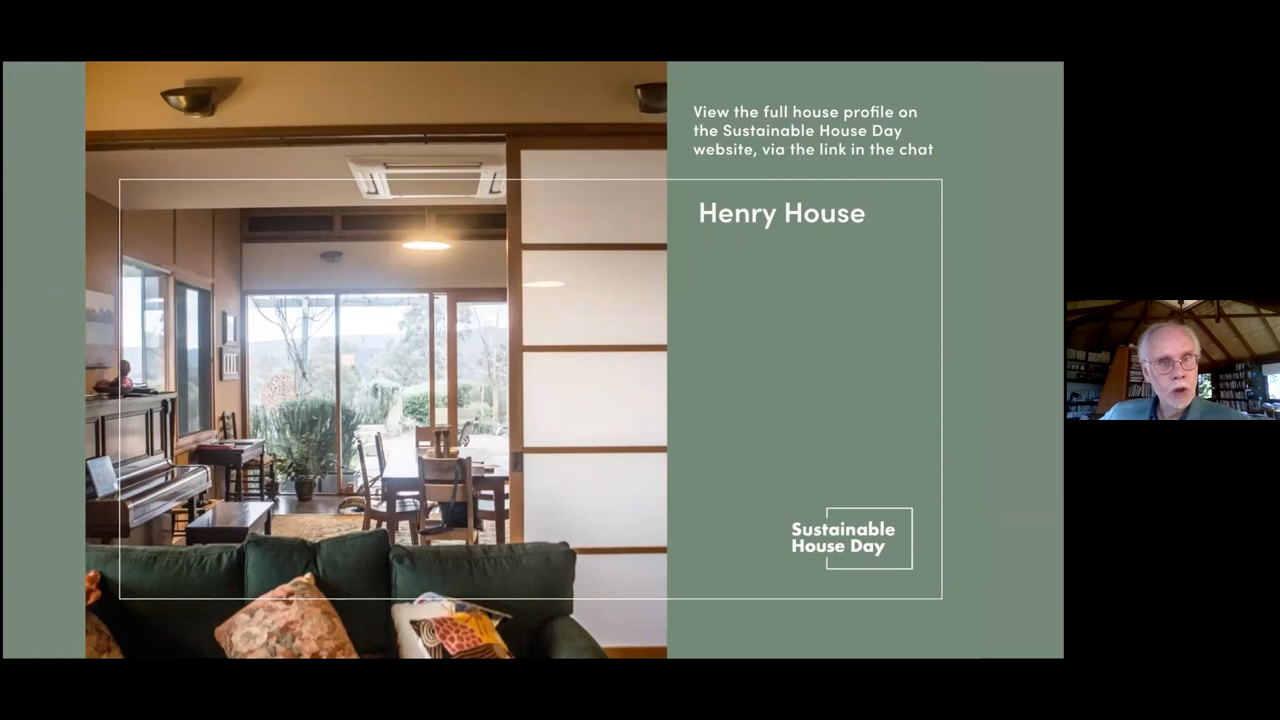 View the full house profile on
the Sustainable House Day
website, via the link in the chat
Henry House
Sustainable
House Day